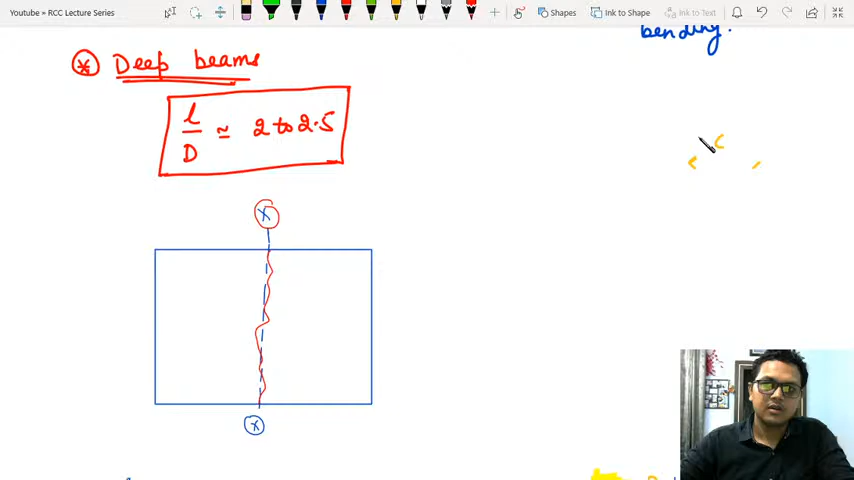 Youtube » RCC Lecture Series
Shapes
Ink to Shape
Ink to Text
bending.
* Deep beams
l/D ≃ 2 to 2.5
C
X
X